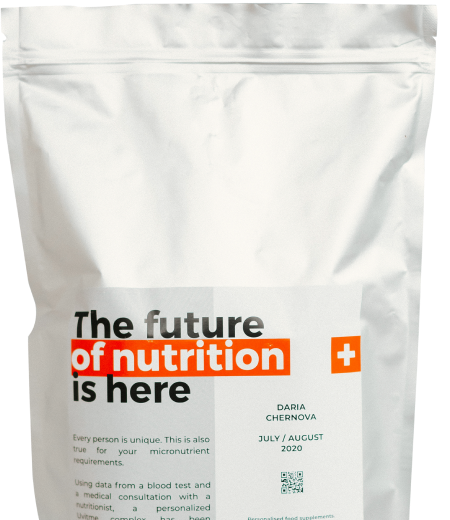 The future
of nutrition
is here
Every person is unique. This is also
true for your micronutrient
requirements.
Using data from a blood test and
a medical consultation with a
nutritionist, a personalized
complex has been
DARIA
CHERNOVA
JULY / AUGUST
2020
Personalised food supplements.